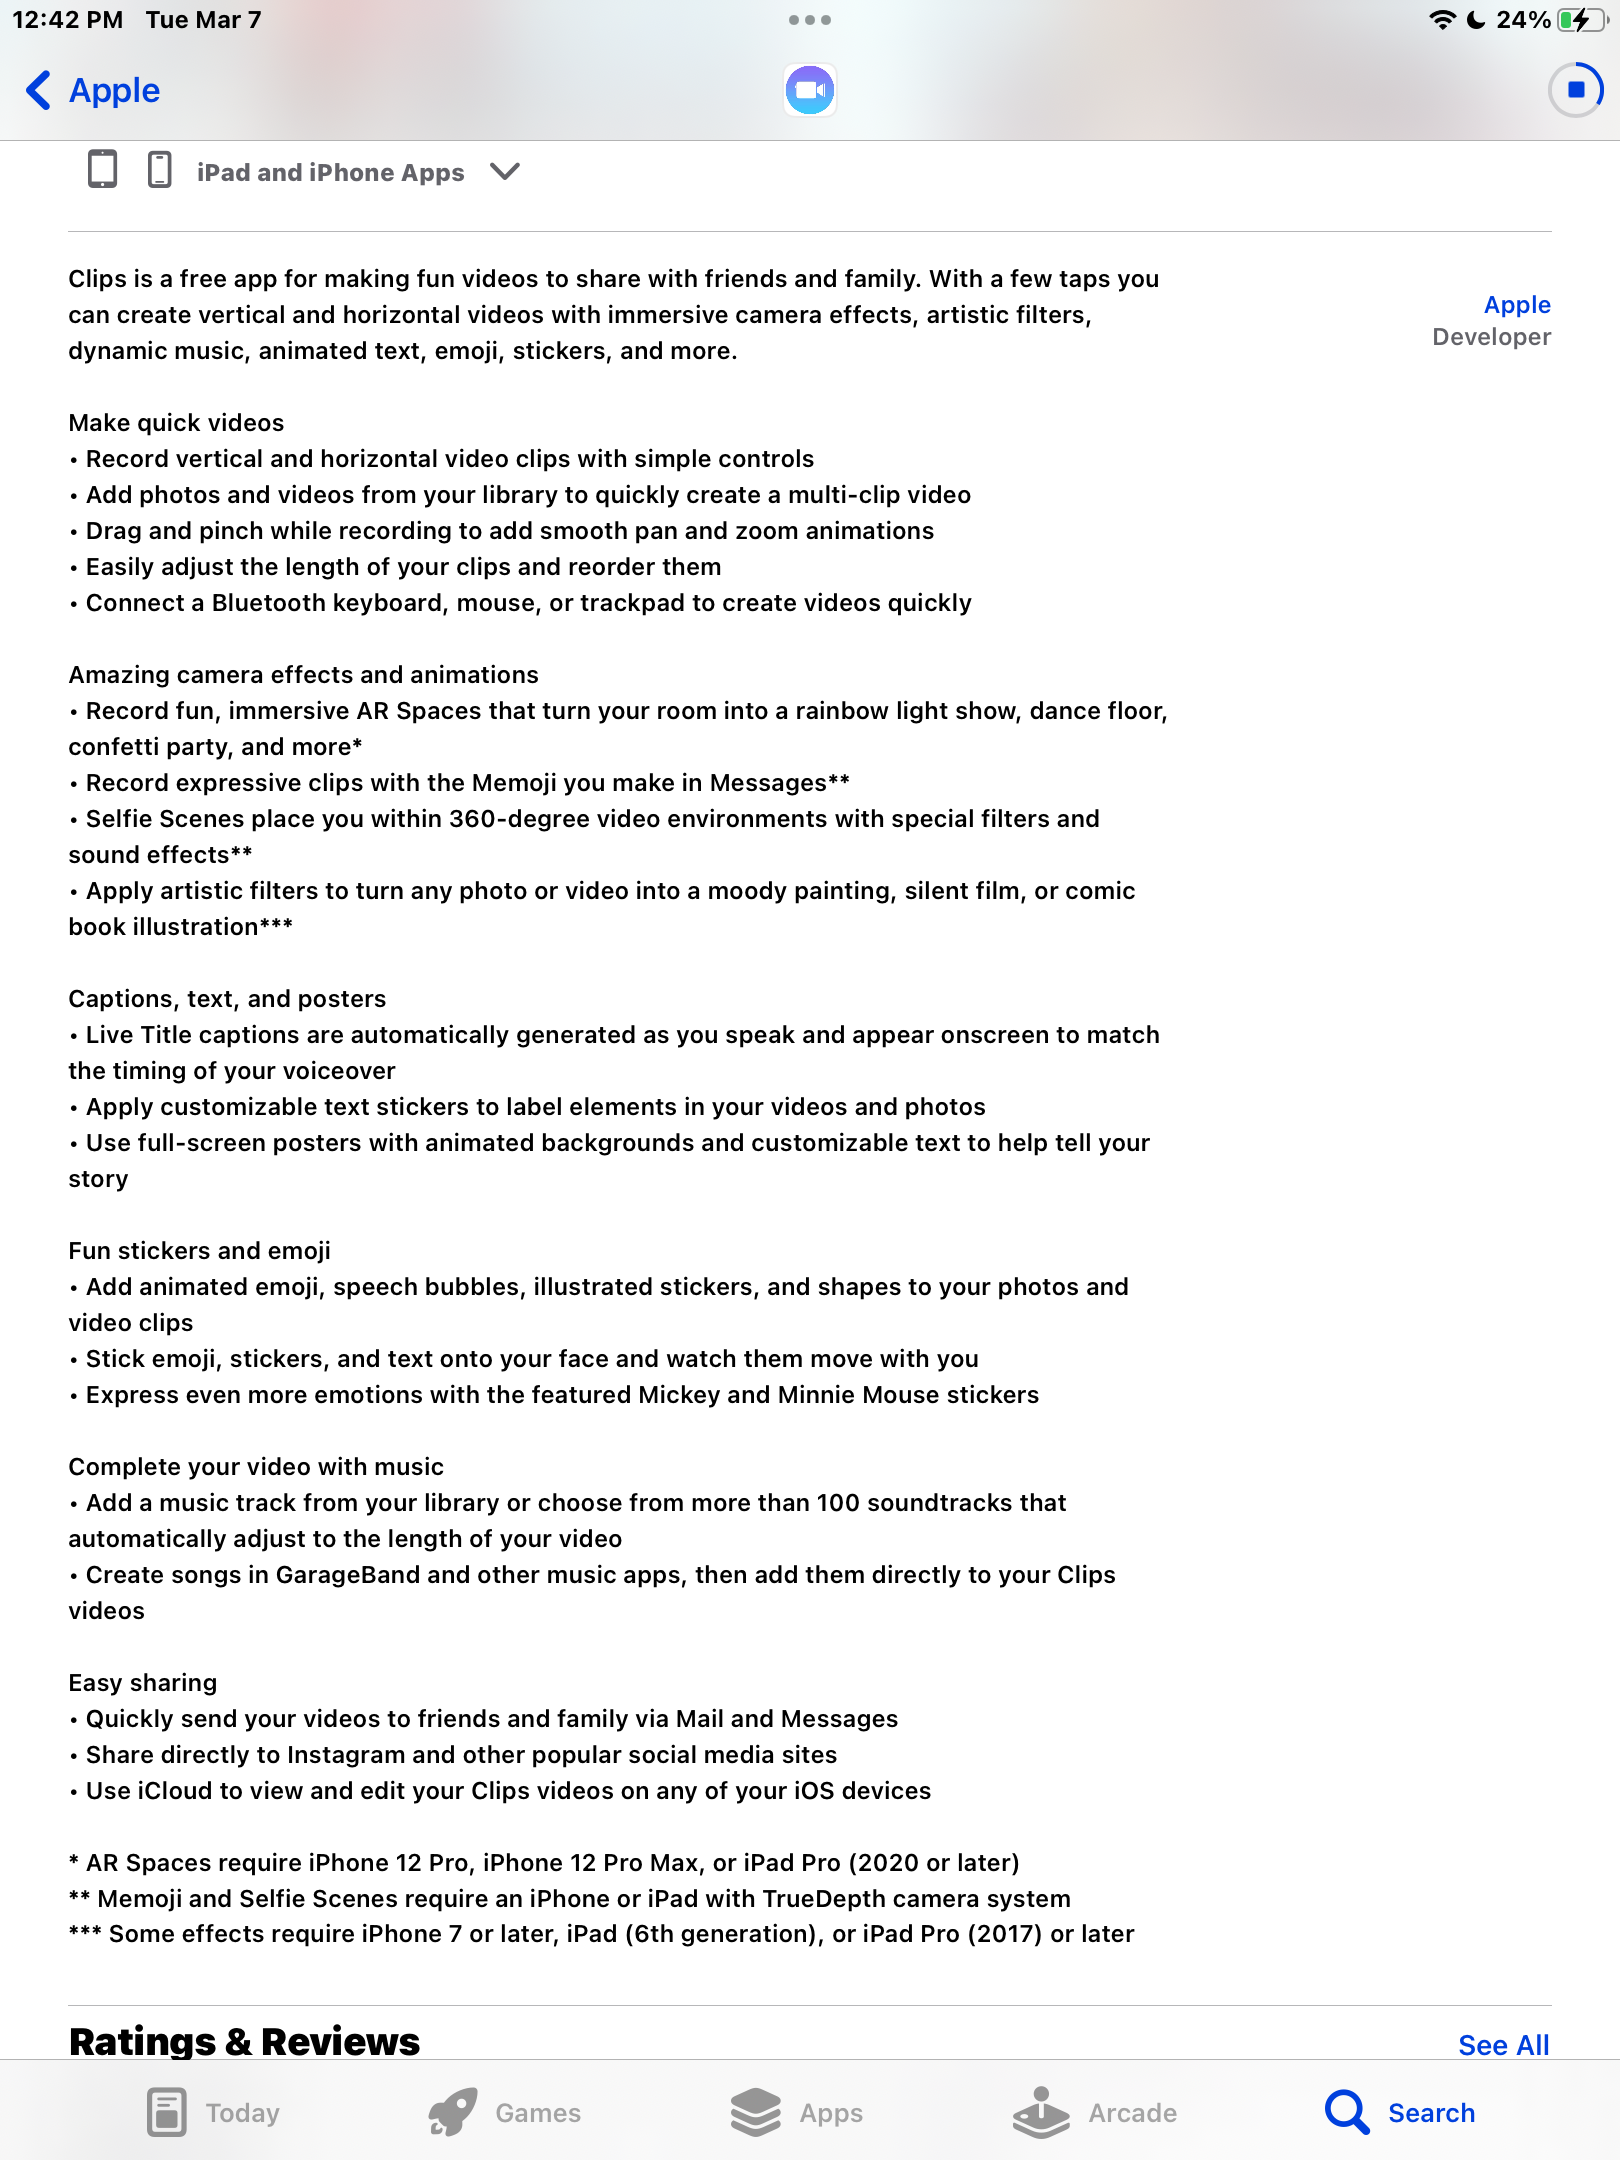 12:42 PM Tue Mar 7
24%
Apple
iPad and iPhone Apps
Clips is a free app for making fun videos to share with friends and family. With a few taps you
can create vertical and horizontal videos with immersive camera effects, artistic filters,
dynamic music, animated text, emoji, stickers, and more.
Apple
Developer
Make quick videos
• Record vertical and horizontal video clips with simple controls
• Add photos and videos from your library to quickly create a multi-clip video
• Drag and pinch while recording to add smooth pan and zoom animations
• Easily adjust the length of your clips and reorder them
• Connect a Bluetooth keyboard, mouse, or trackpad to create videos quickly
Amazing camera effects and animations
• Record fun, immersive AR Spaces that turn your room into a rainbow light show, dance floor,
confetti party, and more*
• Record expressive clips with the Memoji you make in Messages**
• Selfie Scenes place you within 360-degree video environments with special filters and
sound effects**
• Apply artistic filters to turn any photo or video into a moody painting, silent film, or comic
book illustration***
Captions, text, and posters
• Live Title captions are automatically generated as you speak and appear onscreen to match
the timing of your voiceover
• Apply customizable text stickers to label elements in your videos and photos
• Use full-screen posters with animated backgrounds and customizable text to help tell your
story
Fun stickers and emoji
• Add animated emoji, speech bubbles, illustrated stickers, and shapes to your photos and
video clips
• Stick emoji, stickers, and text onto your face and watch them move with you
• Express even more emotions with the featured Mickey and Minnie Mouse stickers
Complete your video with music
• Add a music track from your library or choose from more than 100 soundtracks that
automatically adjust to the length of your video
• Create songs in GarageBand and other music apps, then add them directly to your Clips
videos
Easy sharing
• Quickly send your videos to friends and family via Mail and Messages
• Share directly to Instagram and other popular social media sites
• Use iCloud to view and edit your Clips videos on any of your iOS devices
* AR Spaces require iPhone 12 Pro, iPhone 12 Pro Max, or iPad Pro (2020 or later)
** Memoji and Selfie Scenes require an iPhone or iPad with TrueDepth camera system
*** Some effects require iPhone 7 or later, iPad (6th generation), or iPad Pro (2017) or later
Ratings & Reviews
See All
Today
Games
Apps
Arcade
Search